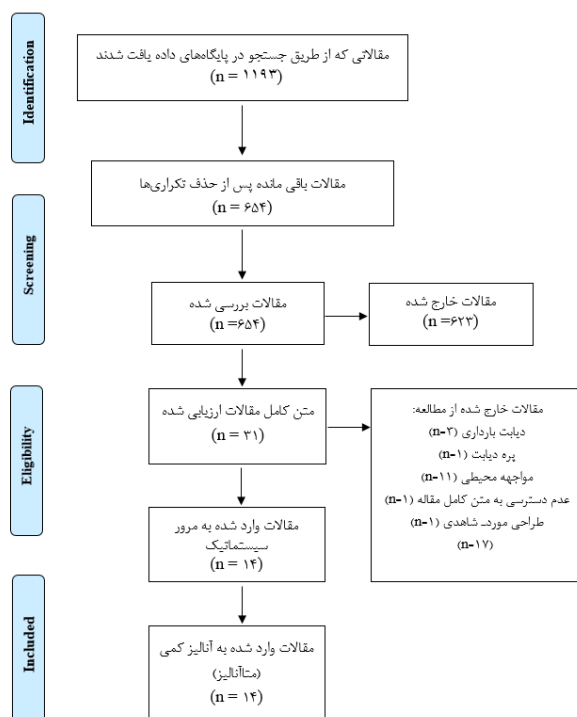 Identification
مقالاتی که از طریق جستجو در پایگاه‌های داده یافت شدند
(n = ۱۱۹۳)
Screening
مقالات باقی مانده پس از حذف تکراری‌ها
(n = ۶۵۴)
مقالات بررسی شده
(n =۶۵۴)
مقالات خارج شده
(n =۶۲۳)
Eligibility
متن کامل مقالات ارزیابی شده
(n = ۳۱)
مقالات خارج شده از مطالعه:
دیابت بارداری (n-۳)
پره دیابت (n-۱)
مواجهه محیطی (n-۱۱)
عدم دسترسی به متن کامل مقاله (n-۱)
طراحی مورد- شاهدی (n-۱)
(n-۱۷)
مقالات وارد شده به مرور
سیستماتیک
(n = ۱۴)
Included
مقالات وارد شده به آنالیز کمی
(متاآنالیز)
(n = ۱۴)